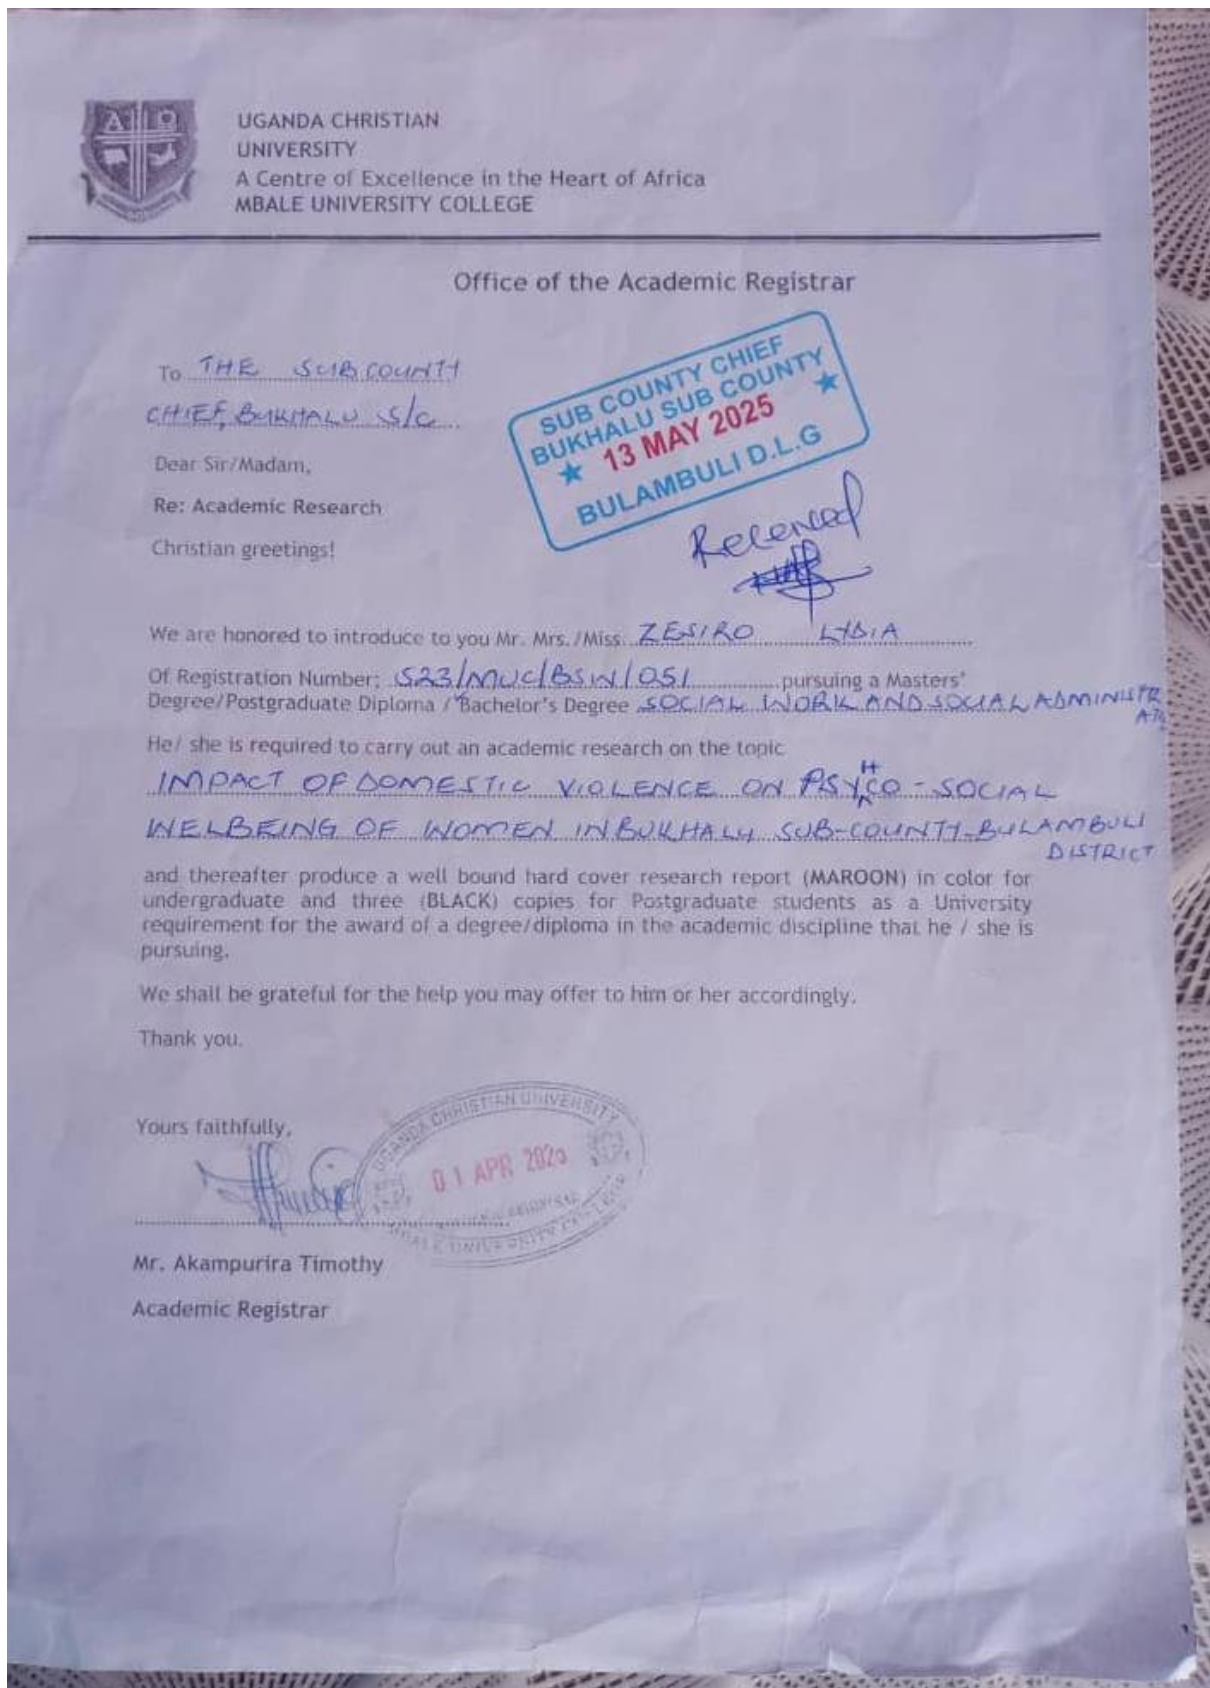 A Ω
UGANDA CHRISTIAN
UNIVERSITY
A Centre of Excellence in the Heart of Africa
MBALE UNIVERSITY COLLEGE
Office of the Academic Registrar
To THE SUBCOUNTY
CHIEF, BUKHALU S/C
SUB COUNTY CHIEF
BUKHALU SUB COUNTY
★ 13 MAY 2025 ★
BULAMBULI D.L.G
Received
Dear Sir/Madam,
Re: Academic Research
Christian greetings!
We are honored to introduce to you Mr. Mrs./Miss. ZESIRO LYDIA
Of Registration Number: S23/MUC/BSW/051 pursuing a Masters'
Degree/Postgraduate Diploma / Bachelor's Degree SOCIAL WORK AND SOCIAL ADMINISTR
He/ she is required to carry out an academic research on the topic
IMPACT OF DOMESTIC VIOLENCE ON PSYCHO-SOCIAL
WELBEING OF WOMEN IN BUKHALU SUB-COUNTY-BULAMBULI
DISTRICT
and thereafter produce a well bound hard cover research report (MAROON) in color for
undergraduate and three (BLACK) copies for Postgraduate students as a University
requirement for the award of a degree/diploma in the academic discipline that he / she is
pursuing.
We shall be grateful for the help you may offer to him or her accordingly.
Thank you.
Yours faithfully,
UGANDA CHRISTIAN UNIVERSITY
01 APR 2025
MBALE UNIVERSITY COLLEGE
Mr. Akampurira Timothy
Academic Registrar